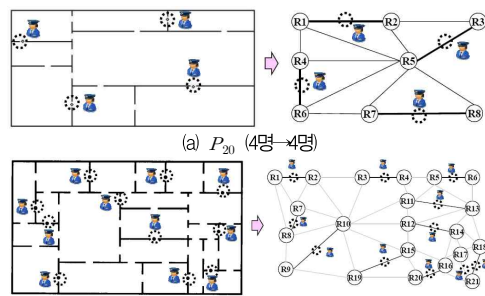 R1 R2 R3
R4 R5
R6 R7 R8
(a) P20 (4명→4명)
R1 R2 R3 R4 R5 R6
R7 R11 R13
R8 R10 R12 R14
R15 R17 R18
R9 R19 R20 R16 R21